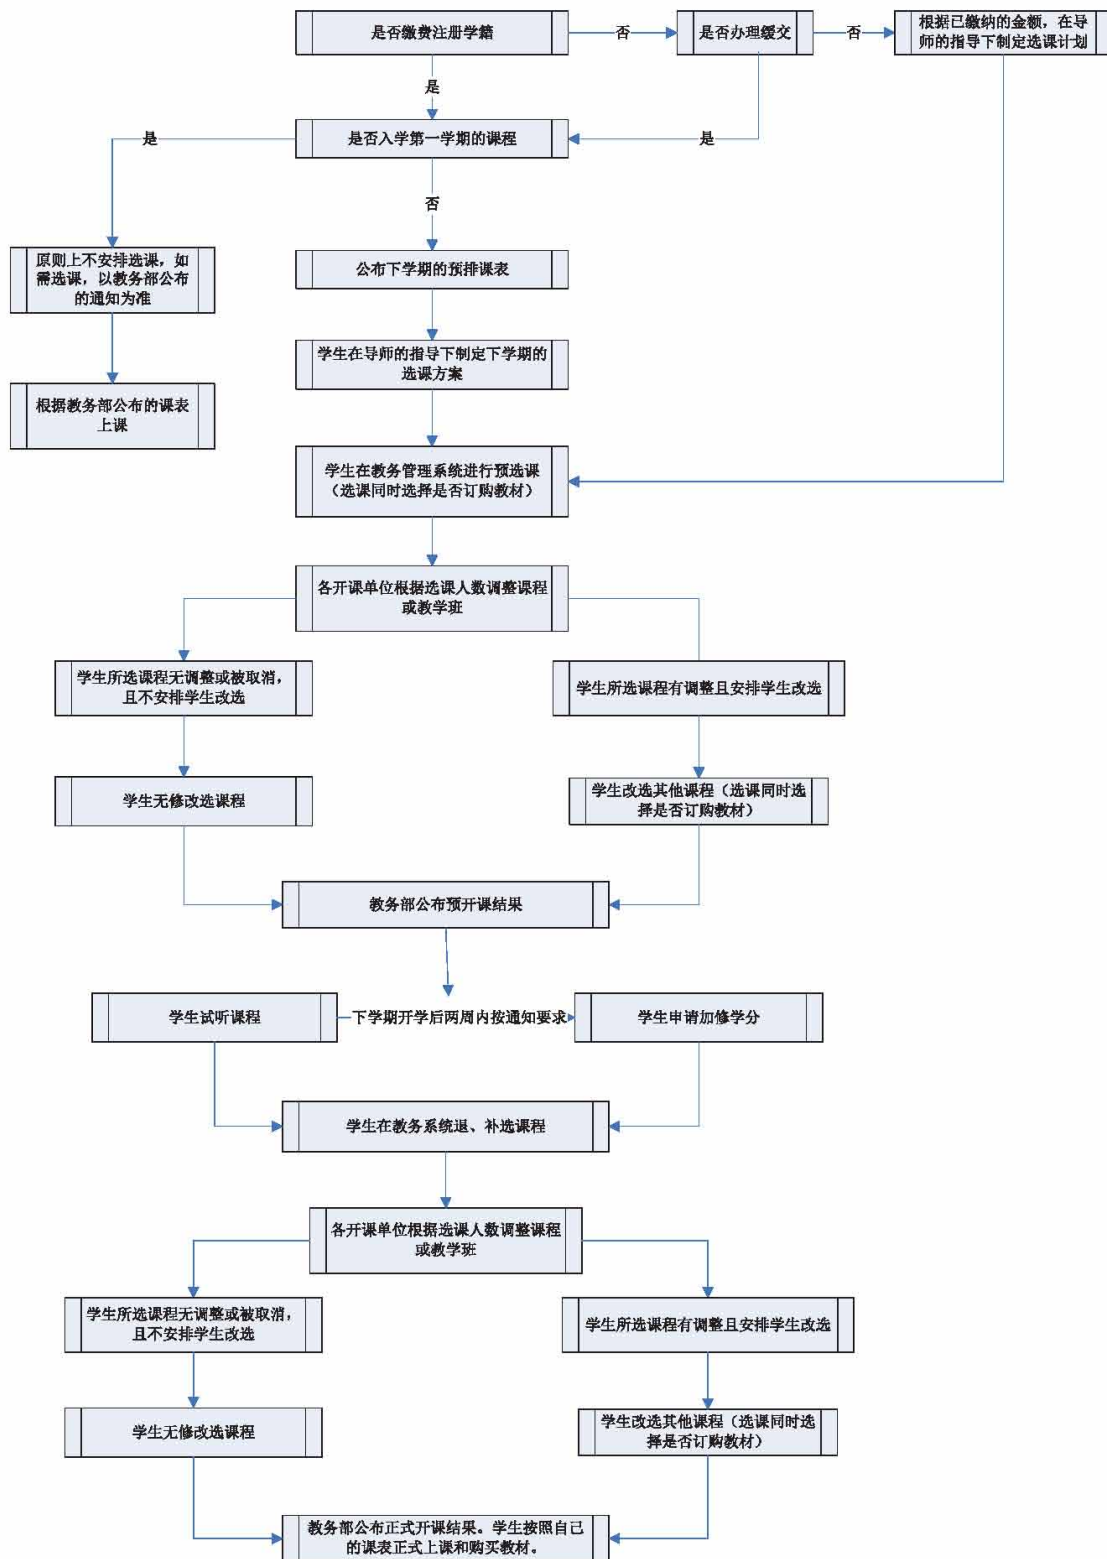 是否缴费注册学籍
否
是否办理缓交
否
根据已缴纳的金额，在导
师的指导下制定选课计划
是
是
是否入学第一学期的课程
是
否
原则上不安排选课，如
需选课，以教务部公布
的通知为准
公布下学期的预排课表
学生在导师的指导下制定下学期的
选课方案
根据教务部公布的课表
上课
学生在教务管理系统进行预选课
（选课同时选择是否订购教材）
各开课单位根据选课人数调整课程
或教学班
学生所选课程无调整或被取消，
且不安排学生改选
学生所选课程有调整且安排学生改选
学生无修改选课程
学生改选其他课程（选课同时选
择是否订购教材）
教务部公布预开课结果
学生试听课程
下学期开学后两周内按通知要求
学生申请加修学分
学生在教务系统退、补选课程
各开课单位根据选课人数调整课程
或教学班
学生所选课程无调整或被取消，
且不安排学生改选
学生所选课程有调整且安排学生改选
学生无修改选课程
学生改选其他课程（选课同时选
择是否订购教材）
教务部公布正式开课结果。学生按照自己
的课表正式上课和购买教材。